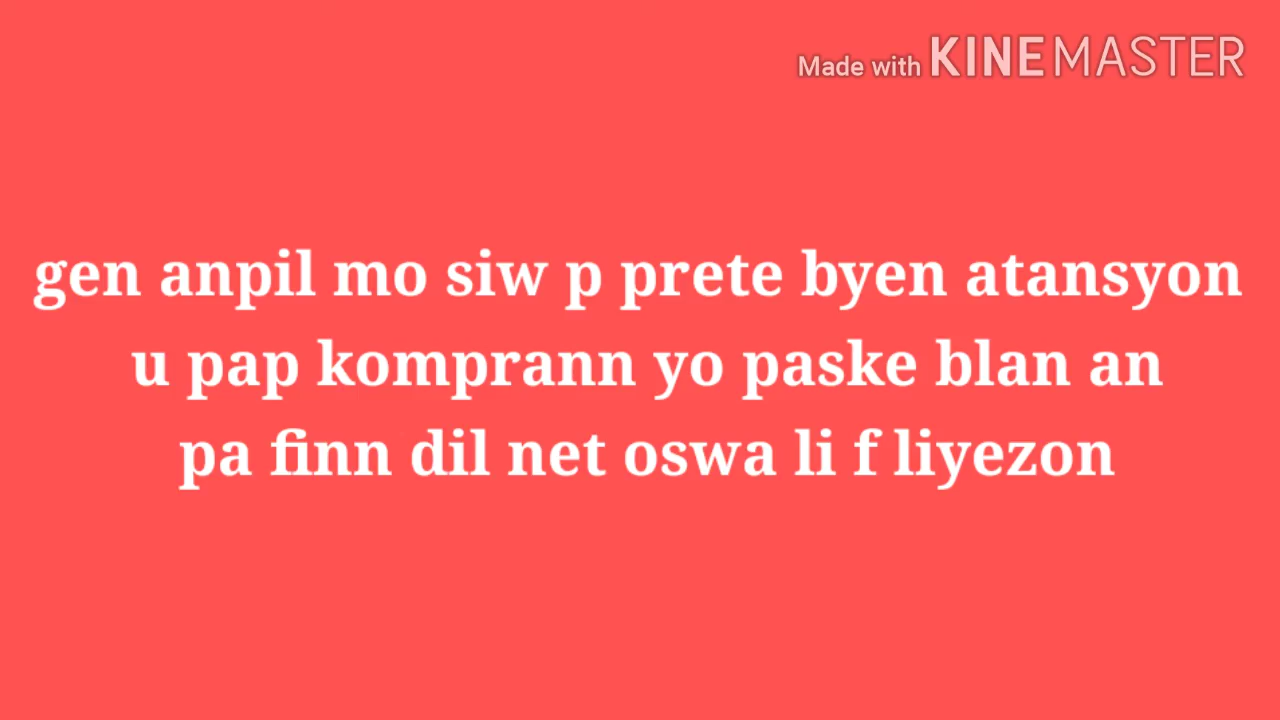 Made with KINEMASTER
gen anpil mo siw p prete byen atansyon
u pap komprann yo paske blan an
pa finn dil net oswa li f liyezon